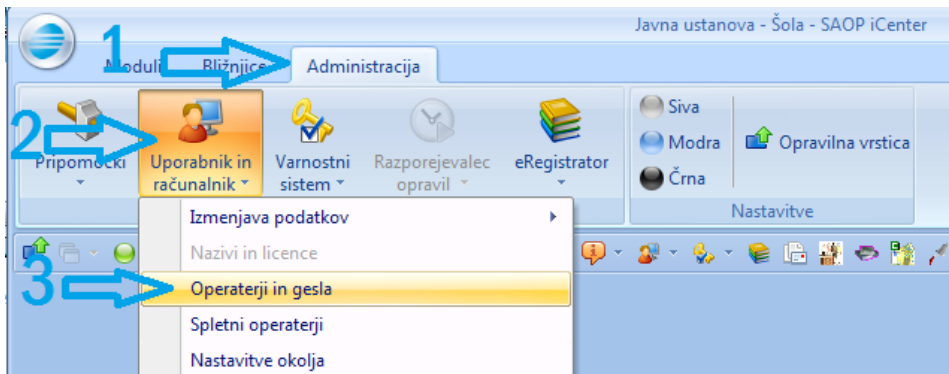 Javna ustanova - Šola - SAOP iCenter
1
Moduli Bližnjice Administracija
2
Pripomočki
Uporabnik in
računalnik
Varnostni
sistem
Razporejevalec
opravil
eRegistrator
Siva
Modra
Črna
Opravilna vrstica
Nastavitve
Izmenjava podatkov
Nazivi in licence
3
Operaterji in gesla
Spletni operaterji
Nastavitve okolja